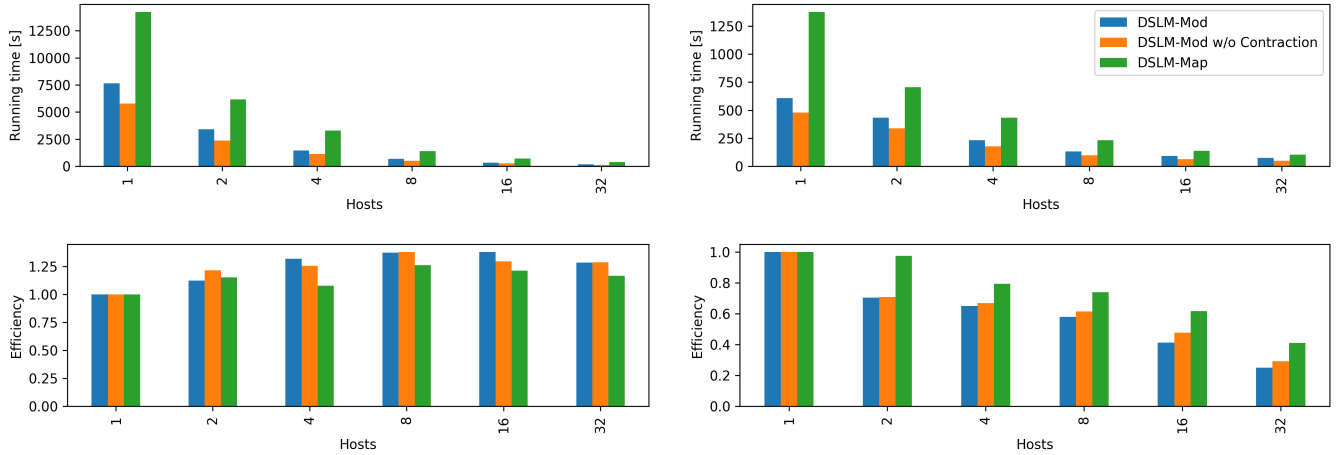 Running time [s]
12500
10000
7500
5000
2500
0
1 2 4 8 16 32
Hosts
Running time [s]
1250
1000
750
500
250
0
1 2 4 8 16 32
Hosts
DSLM-Mod
DSLM-Mod w/o Contraction
DSLM-Map
Efficiency
1.25
1.00
0.75
0.50
0.25
0.00
1 2 4 8 16 32
Hosts
Efficiency
1.0
0.8
0.6
0.4
0.2
0.0
1 2 4 8 16 32
Hosts